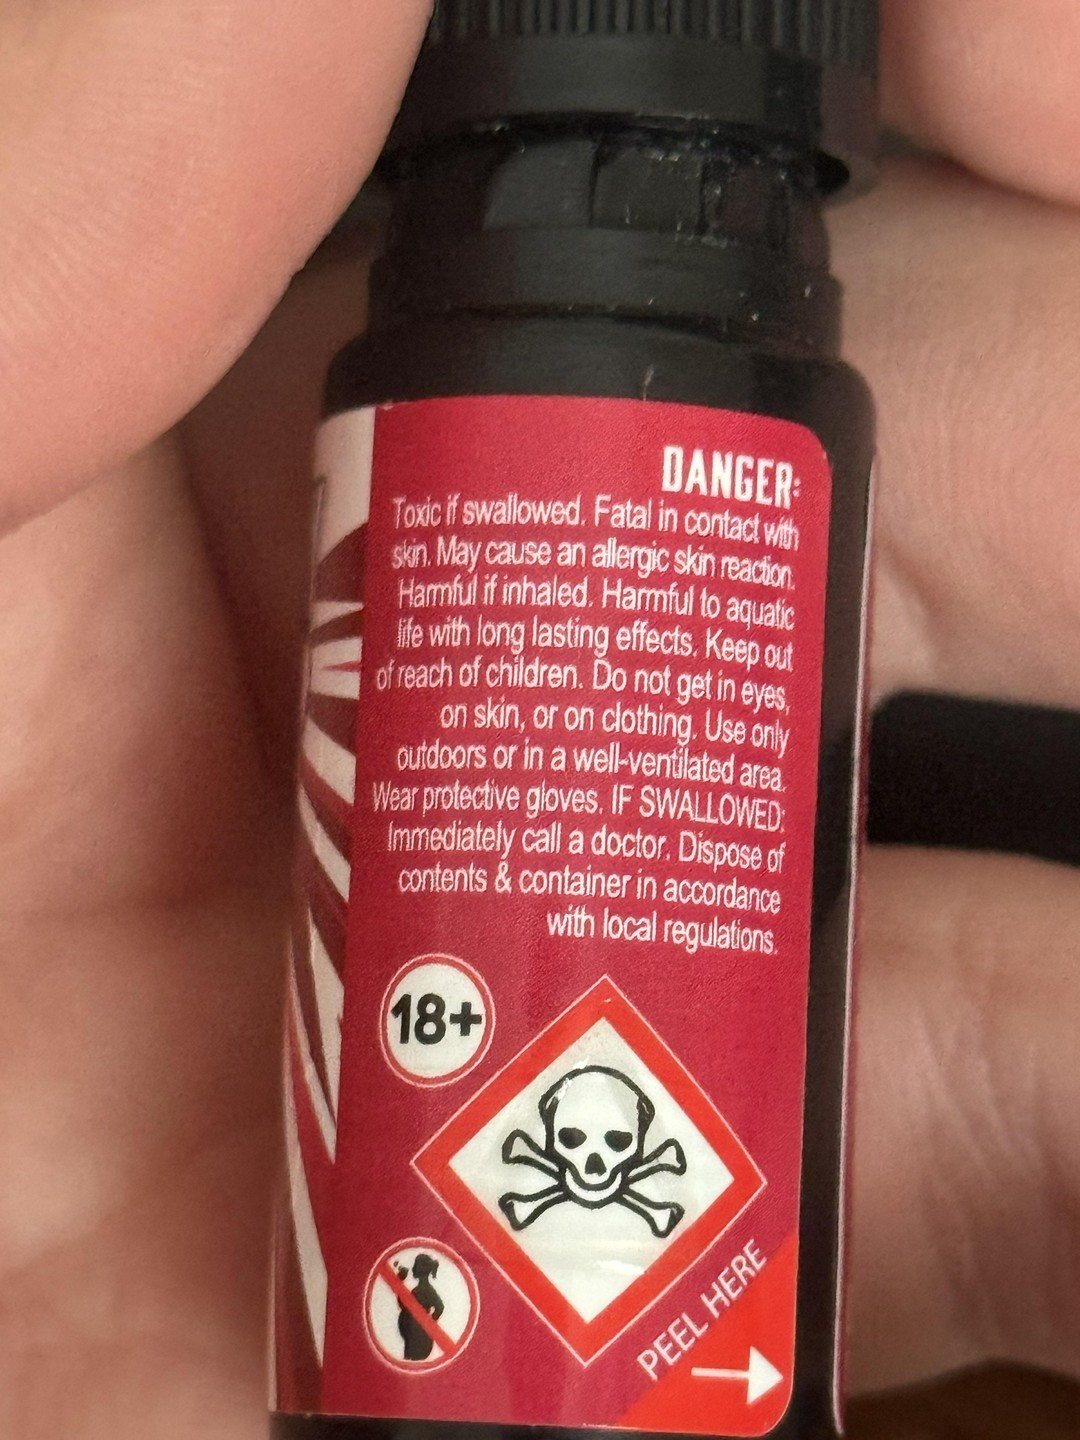 DANGER:
Toxic if swallowed. Fatal in contact with
skin. May cause an allergic skin reaction.
Harmful if inhaled. Harmful to aquatic
life with long lasting effects. Keep out
of reach of children. Do not get in eyes,
on skin, or on clothing. Use only
outdoors or in a well-ventilated area.
Wear protective gloves. IF SWALLOWED:
Immediately call a doctor. Dispose of
contents & container in accordance
with local regulations.
18+
PEEL HERE